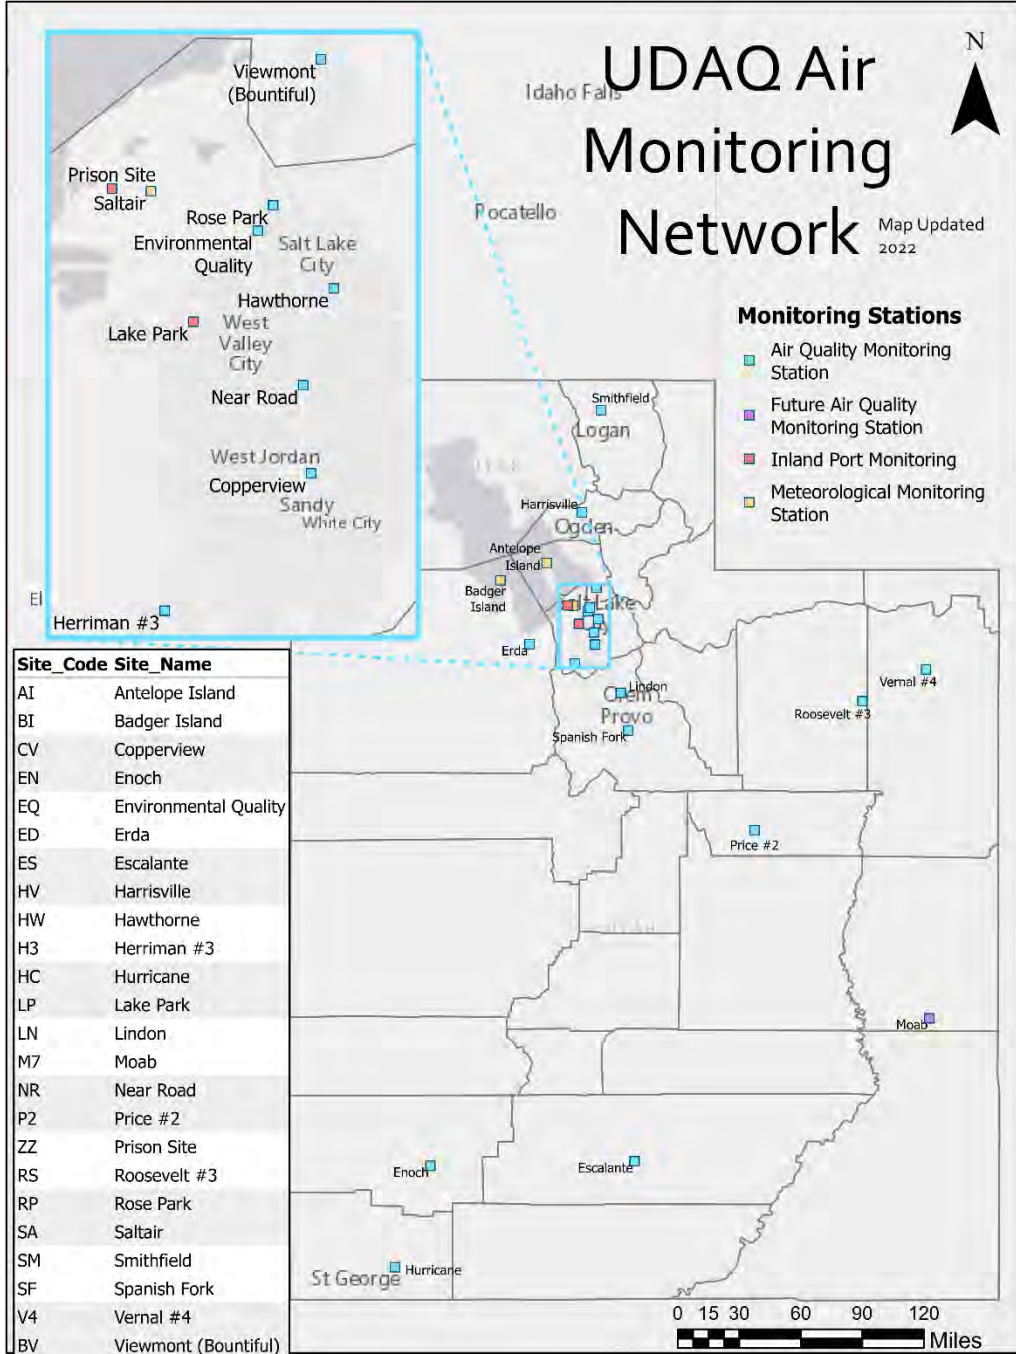 UDAQ Air
Monitoring
Network
Map Updated
2022
N
Idaho Falls
Pocatello
Viewmont
(Bountiful)
Prison Site
Saltair
Rose Park
Environmental
Quality
Salt Lake
City
Hawthorne
Lake Park
West
Valley
City
Near Road
West Jordan
Copperview
Sandy
White City
Herriman #3
El
Monitoring Stations
Air Quality Monitoring
Station
Future Air Quality
Monitoring Station
Inland Port Monitoring
Meteorological Monitoring
Station
Smithfield
Logan
Harrisville
Ogden
Antelope
Island
Badger
Island
Lake
Erda
Lindon
Orem
Provo
Spanish Fork
Vernal #4
Roosevelt #3
Price #2
UTAH
Moab
Enoch
Escalante
St George
Hurricane
Site_Code Site_Name
AI Antelope Island
BI Badger Island
CV Copperview
EN Enoch
EQ Environmental Quality
ED Erda
ES Escalante
HV Harrisville
HW Hawthorne
H3 Herriman #3
HC Hurricane
LP Lake Park
LN Lindon
M7 Moab
NR Near Road
P2 Price #2
ZZ Prison Site
RS Roosevelt #3
RP Rose Park
SA Saltair
SM Smithfield
SF Spanish Fork
V4 Vernal #4
BV Viewmont (Bountiful)
0 15 30 60 90 120
Miles